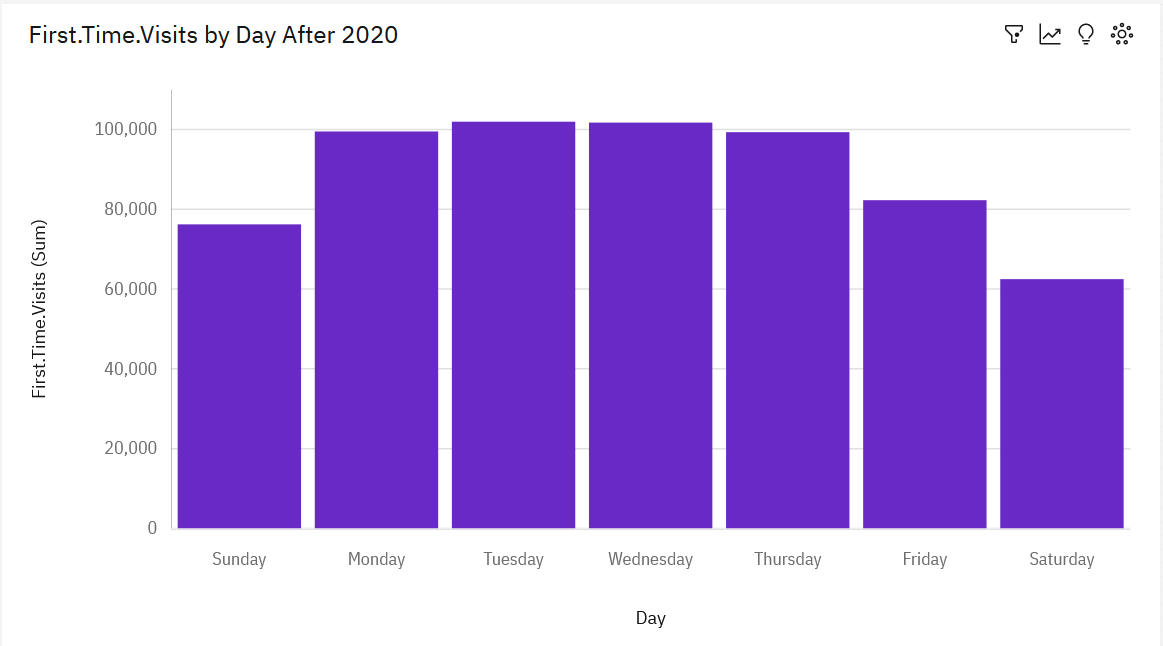 First.Time.Visits by Day After 2020
First.Time.Visits (Sum)
100,000
80,000
60,000
40,000
20,000
0
Sunday
Monday
Tuesday
Wednesday
Thursday
Friday
Saturday
Day